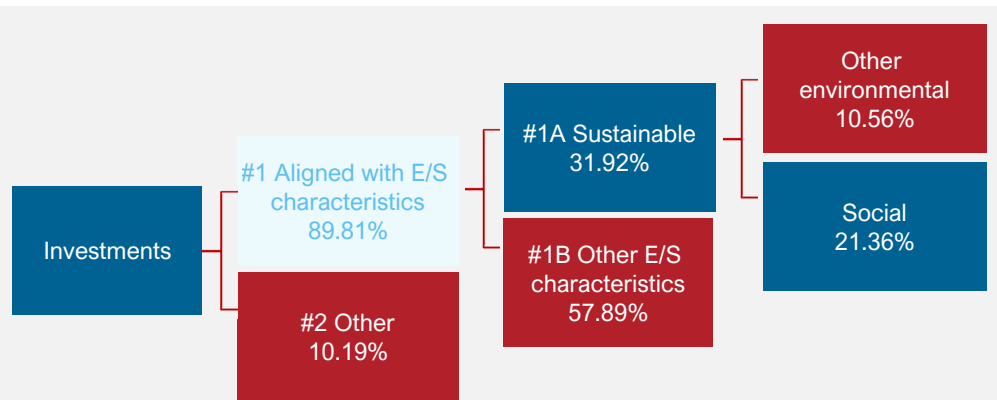 Investments
#1 Aligned with E/S
characteristics
89.81%
#2 Other
10.19%
#1A Sustainable
31.92%
#1B Other E/S
characteristics
57.89%
Other
environmental
10.56%
Social
21.36%